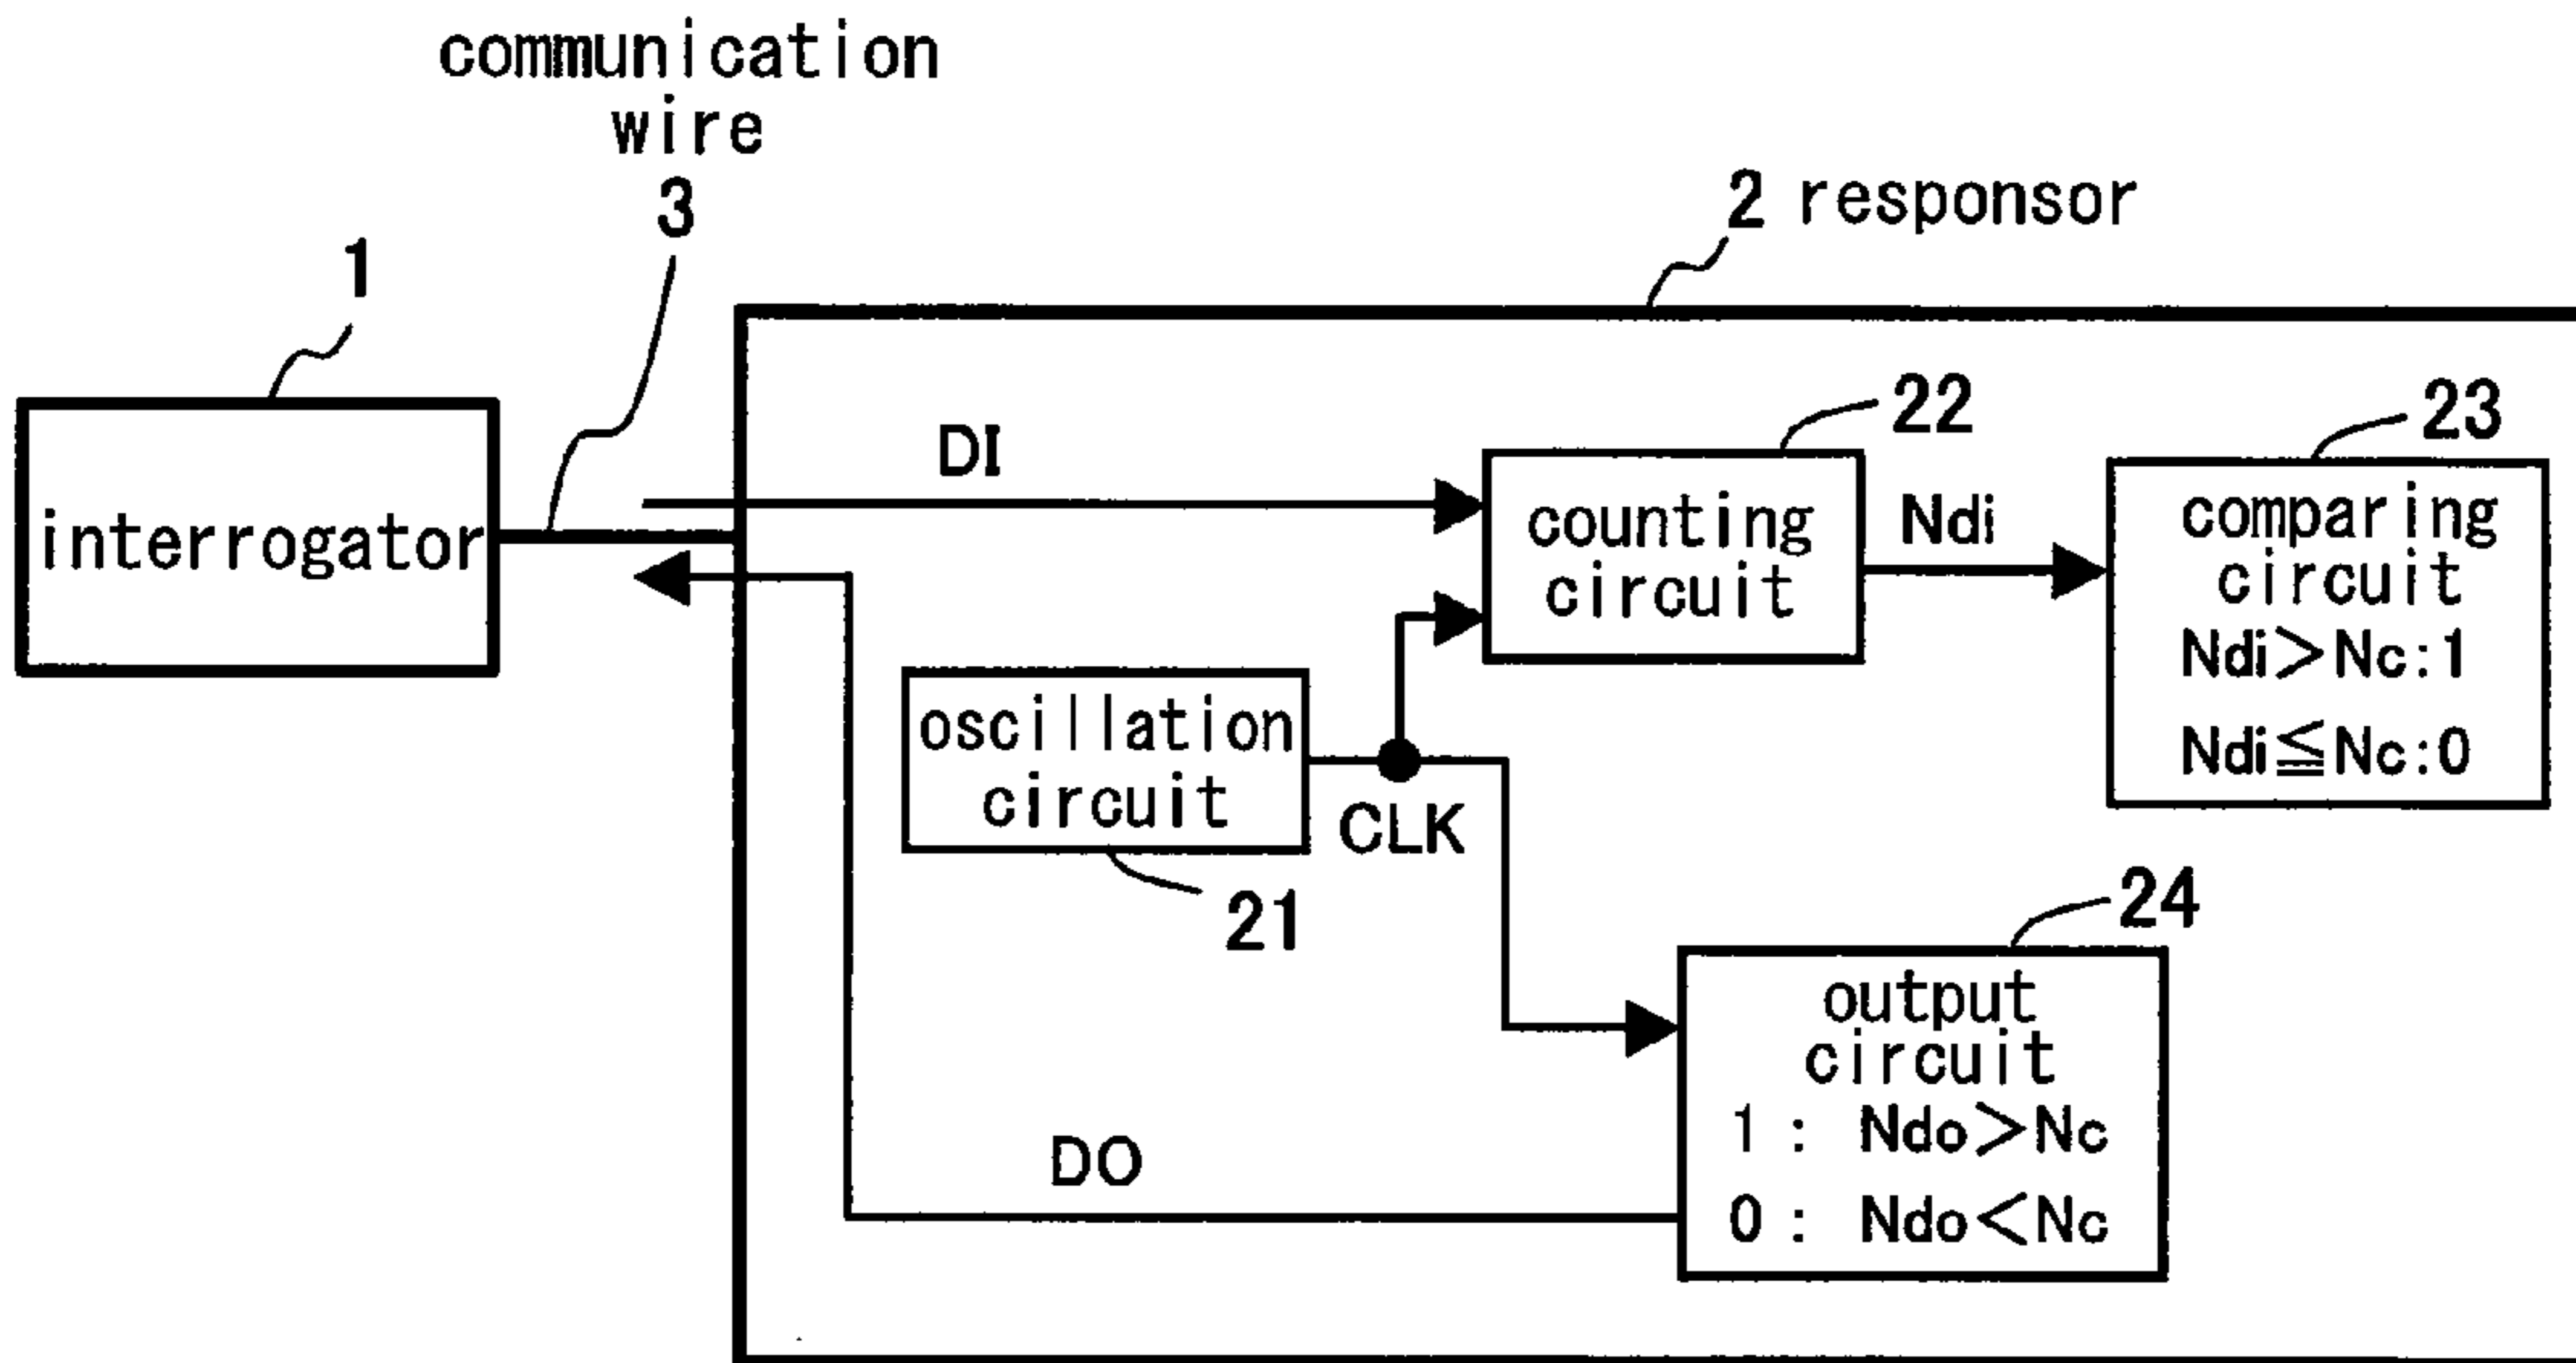 communication
wire
3
1
2 responsor
interrogator
DI
22
counting
circuit
Ndi
23
comparing
circuit
Ndi>Nc:1
Ndi≦Nc:0
oscillation
circuit
CLK
21
24
output
circuit
1 : Ndo>Nc
0 : Ndo<Nc
DO